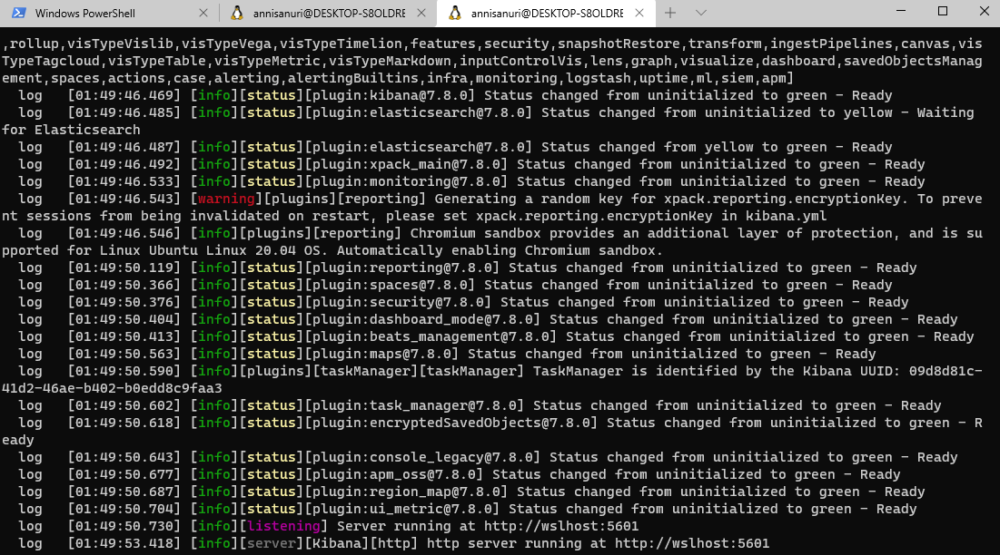 Windows PowerShell
annisanuri@DESKTOP-S8OLDRE
annisanuri@DESKTOP-S8OLDRE
,rollup,visTypeVislib,visTypeVega,visTypeTimelion,features,security,snapshotRestore,transform,ingestPipelines,canvas,vis
TypeTagcloud,visTypeTable,visTypeMetric,visTypeMarkdown,inputControlVis,lens,graph,visualize,dashboard,savedObjectsManag
ement,spaces,actions,case,alerting,alertingBuiltins,infra,monitoring,logstash,uptime,ml,siem,apm]
log [01:49:46.469] [info][status][plugin:kibana@7.8.0] Status changed from uninitialized to green - Ready
log [01:49:46.485] [info][status][plugin:elasticsearch@7.8.0] Status changed from uninitialized to yellow - Waiting
for Elasticsearch
log [01:49:46.487] [info][status][plugin:elasticsearch@7.8.0] Status changed from yellow to green - Ready
log [01:49:46.492] [info][status][plugin:xpack_main@7.8.0] Status changed from uninitialized to green - Ready
log [01:49:46.533] [info][status][plugin:monitoring@7.8.0] Status changed from uninitialized to green - Ready
log [01:49:46.543] [warning][plugins][reporting] Generating a random key for xpack.reporting.encryptionKey. To preve
nt sessions from being invalidated on restart, please set xpack.reporting.encryptionKey in kibana.yml
log [01:49:46.546] [info][plugins][reporting] Chromium sandbox provides an additional layer of protection, and is su
pported for Linux Ubuntu Linux 20.04 OS. Automatically enabling Chromium sandbox.
log [01:49:50.119] [info][status][plugin:reporting@7.8.0] Status changed from uninitialized to green - Ready
log [01:49:50.366] [info][status][plugin:spaces@7.8.0] Status changed from uninitialized to green - Ready
log [01:49:50.376] [info][status][plugin:security@7.8.0] Status changed from uninitialized to green - Ready
log [01:49:50.404] [info][status][plugin:dashboard_mode@7.8.0] Status changed from uninitialized to green - Ready
log [01:49:50.413] [info][status][plugin:beats_management@7.8.0] Status changed from uninitialized to green - Ready
log [01:49:50.563] [info][status][plugin:maps@7.8.0] Status changed from uninitialized to green - Ready
log [01:49:50.590] [info][plugins][taskManager][taskManager] TaskManager is identified by the Kibana UUID: 09d8d81c-
41d2-46ae-b402-b0edd8c9faa3
log [01:49:50.602] [info][status][plugin:task_manager@7.8.0] Status changed from uninitialized to green - Ready
log [01:49:50.618] [info][status][plugin:encryptedSavedObjects@7.8.0] Status changed from uninitialized to green - R
eady
log [01:49:50.643] [info][status][plugin:console_legacy@7.8.0] Status changed from uninitialized to green - Ready
log [01:49:50.677] [info][status][plugin:apm_oss@7.8.0] Status changed from uninitialized to green - Ready
log [01:49:50.687] [info][status][plugin:region_map@7.8.0] Status changed from uninitialized to green - Ready
log [01:49:50.704] [info][status][plugin:ui_metric@7.8.0] Status changed from uninitialized to green - Ready
log [01:49:50.730] [info][listening] Server running at http://wslhost:5601
log [01:49:53.418] [info][server][Kibana][http] http server running at http://wslhost:5601